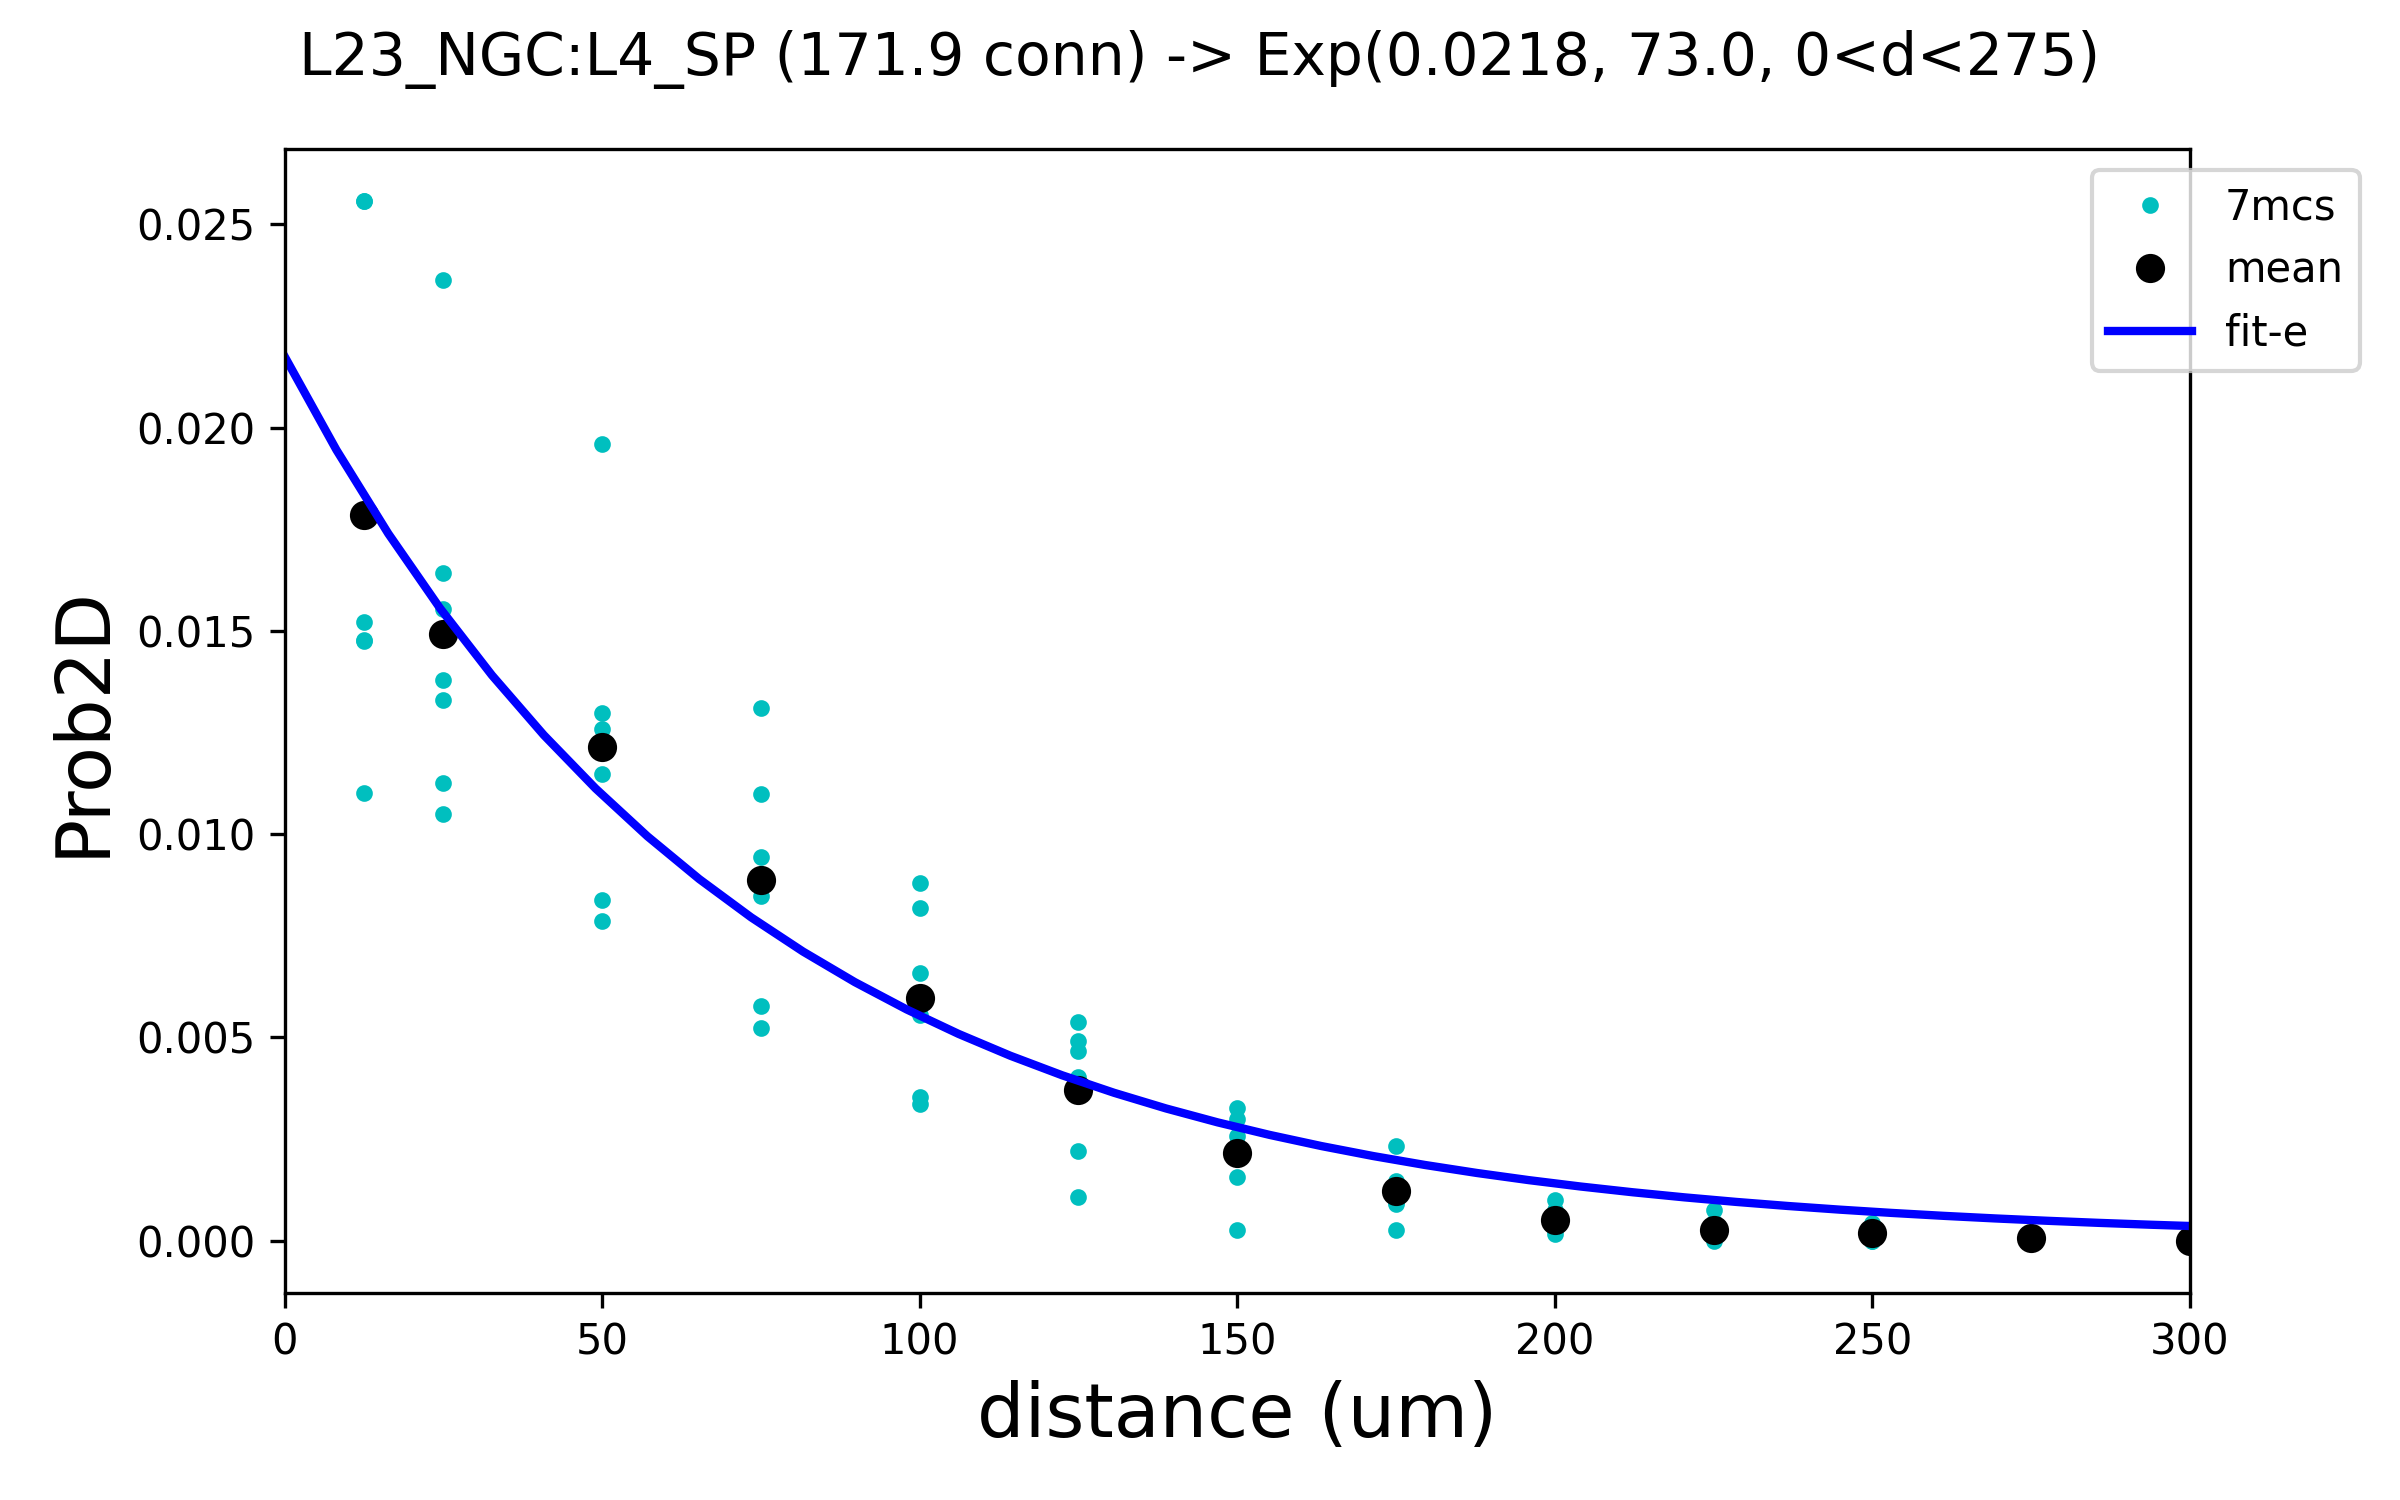 L23_NGC:L4_SP (171.9 conn) -> Exp(0.0218, 73.0, 0<d<275)
7mcs
mean
fit-e
Prob2D
0.025
0.020
0.015
0.010
0.005
0.000
0 50 100 150 200 250 300
distance (um)